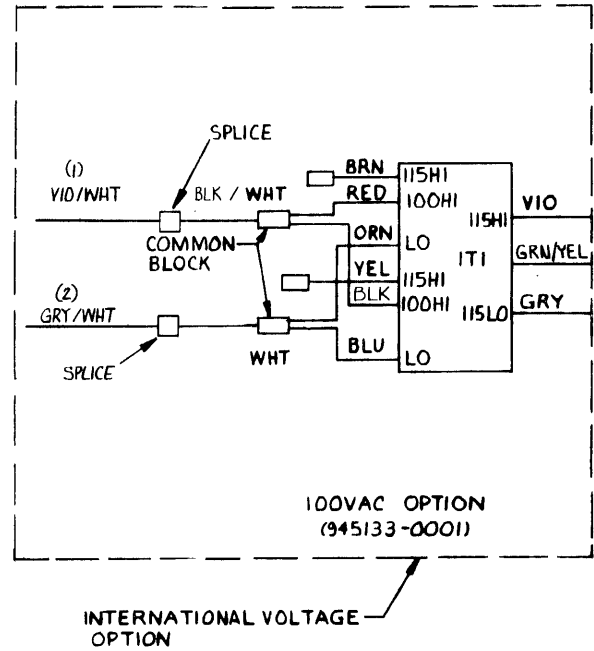 SPLICE
(1)
VIO/WHT
BLK / WHT
COMMON
BLOCK
(2)
GRY/WHT
SPLICE
WHT
BRN
RED
ORN
YEL
BLK
BLU
115HI
100HI
LO
115HI
100HI
LO
IT1
115HI
115LO
VIO
GRN/YEL
GRY
100VAC OPTION
(945133-0001)
INTERNATIONAL VOLTAGE
OPTION